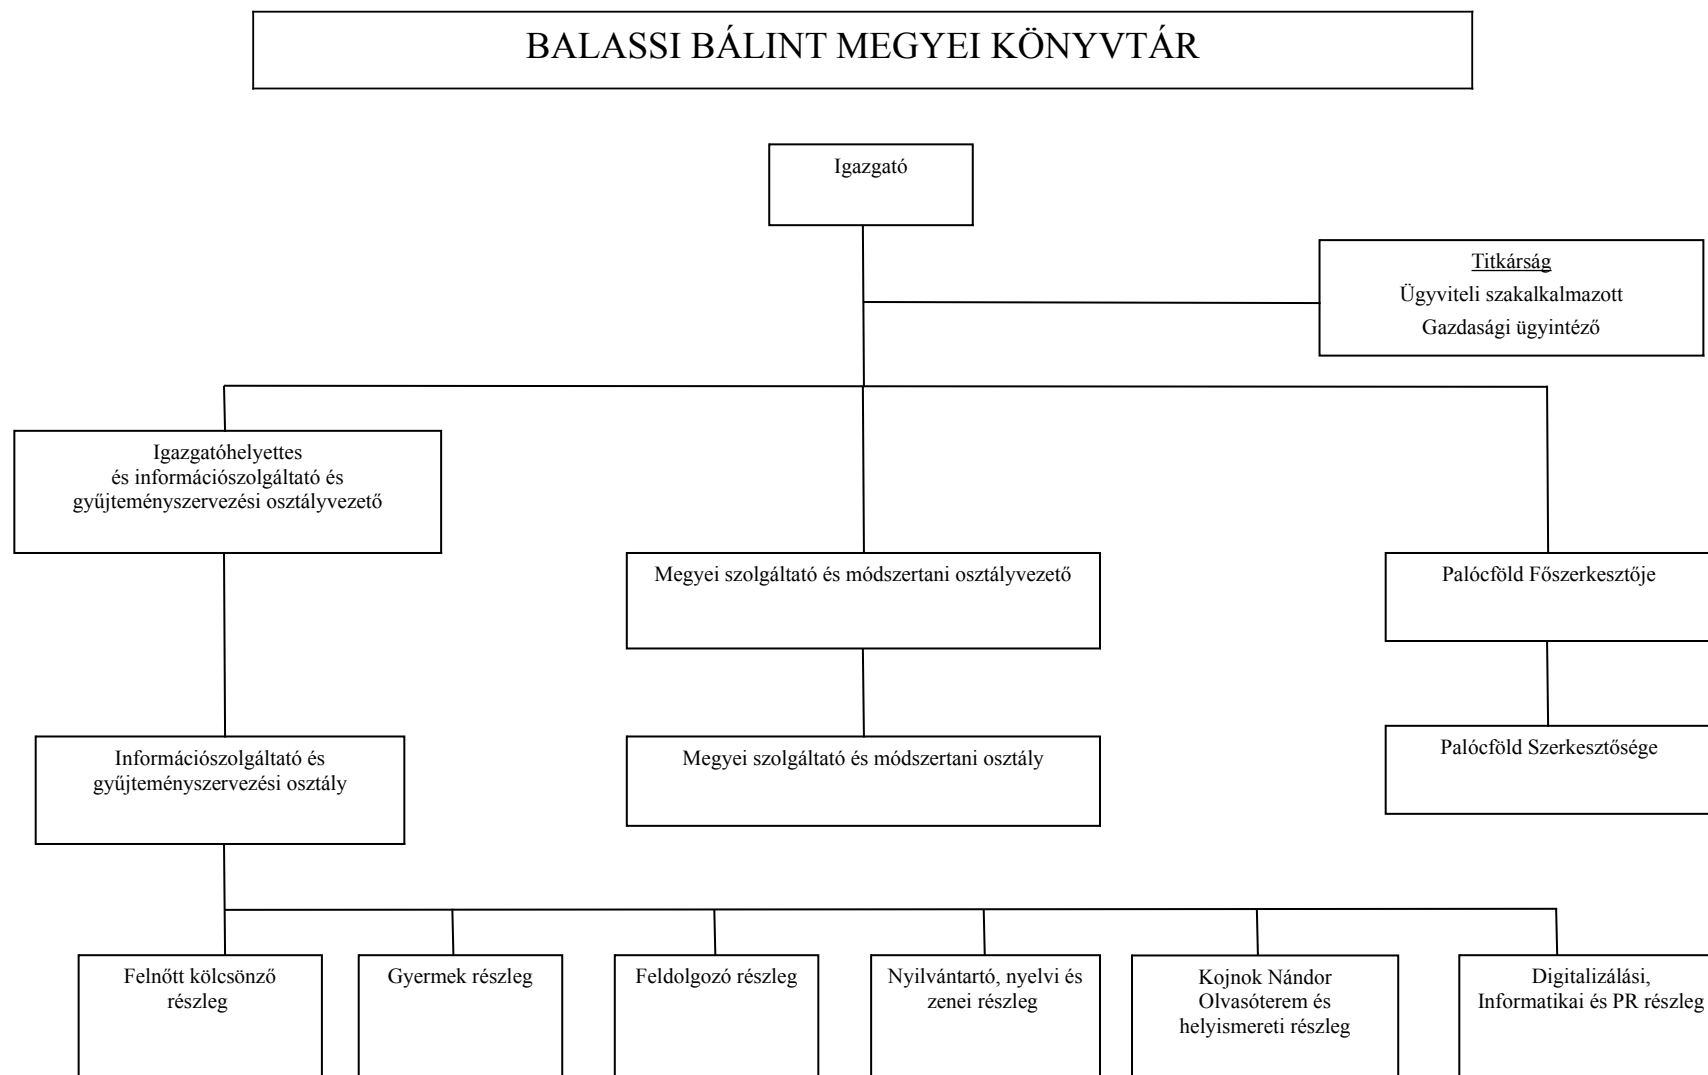 BALASSI BÁLINT MEGYEI KÖNYVTÁR
Igazgató
Titkárság
Ügyviteli szakalkalmazott
Gazdasági ügyintéző
Igazgatóhelyettes
és információszolgáltató és
gyűjteményszervezési osztályvezető
Megyei szolgáltató és módszertani osztályvezető
Palócföld Főszerkesztője
Információszolgáltató és
gyűjteményszervezési osztály
Megyei szolgáltató és módszertani osztály
Palócföld Szerkesztősége
Felnőtt kölcsönző
részleg
Gyermek részleg
Feldolgozó részleg
Nyilvántartó, nyelvi és
zenei részleg
Kojnok Nándor
Olvasóterem és
helyismereti részleg
Digitalizálási,
Informatikai és PR részleg